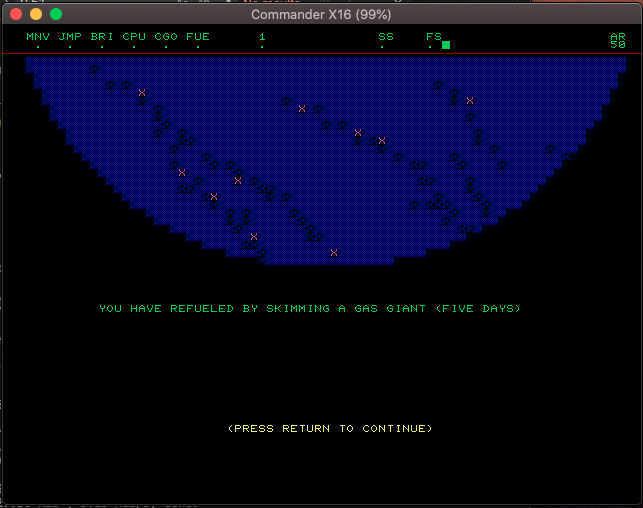 Commander X16 (99%)
MNV JMP BRI CPU CGO FUE 1 SS FS AR
50
YOU HAVE REFUELED BY SKIMMING A GAS GIANT (FIVE DAYS)
(PRESS RETURN TO CONTINUE)